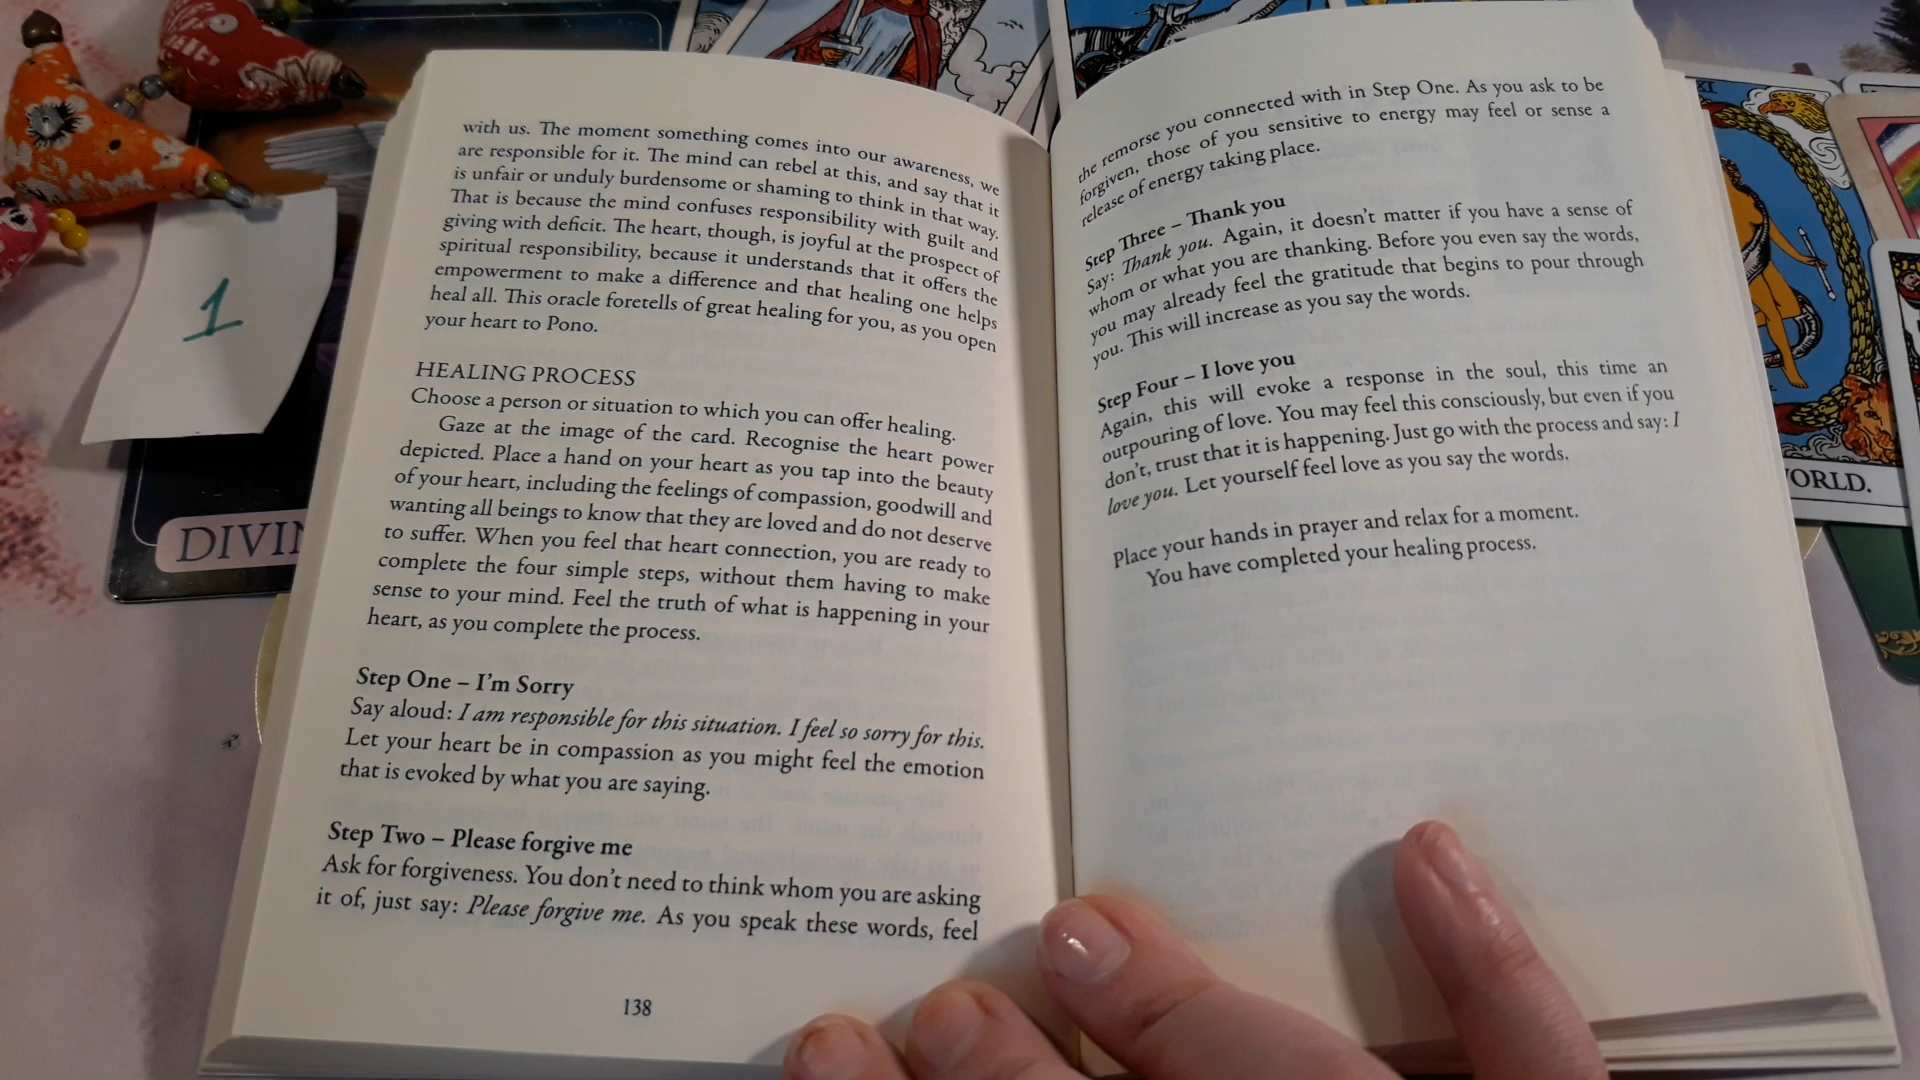 with us. The moment something comes into our awareness, we
are responsible for it. The mind can rebel at this, and say that it
is unfair or unduly burdensome or shaming to think in that way.
That is because the mind confuses responsibility with guilt and
giving with deficit. The heart, though, is joyful at the prospect of
spiritual responsibility, because it understands that it offers the
empowerment to make a difference and that healing one helps
heal all. This oracle foretells of great healing for you, as you open
your heart to Pono.
HEALING PROCESS
Choose a person or situation to which you can offer healing.
Gaze at the image of the card. Recognise the heart power
depicted. Place a hand on your heart as you tap into the beauty
of your heart, including the feelings of compassion, goodwill and
wanting all beings to know that they are loved and do not deserve
to suffer. When you feel that heart connection, you are ready to
complete the four simple steps, without them having to make
sense to your mind. Feel the truth of what is happening in your
heart, as you complete the process.
Step One – I'm Sorry
Say aloud: I am responsible for this situation. I feel so sorry for this.
Let your heart be in compassion as you might feel the emotion
that is evoked by what you are saying.
Step Two – Please forgive me
Ask for forgiveness. You don't need to think whom you are asking
it of, just say: Please forgive me. As you speak these words, feel
138
the remorse you connected with in Step One. As you ask to be
forgiven, those of you sensitive to energy may feel or sense a
release of energy taking place.
Step Three – Thank you
Say: Thank you. Again, it doesn't matter if you have a sense of
whom or what you are thanking. Before you even say the words,
you may already feel the gratitude that begins to pour through
you. This will increase as you say the words.
Step Four – I love you
Again, this will evoke a response in the soul, this time an
outpouring of love. You may feel this consciously, but even if you
don't, trust that it is happening. Just go with the process and say: I
love you. Let yourself feel love as you say the words.
Place your hands in prayer and relax for a moment.
You have completed your healing process.
1
DIVIN
XI
ORLD.